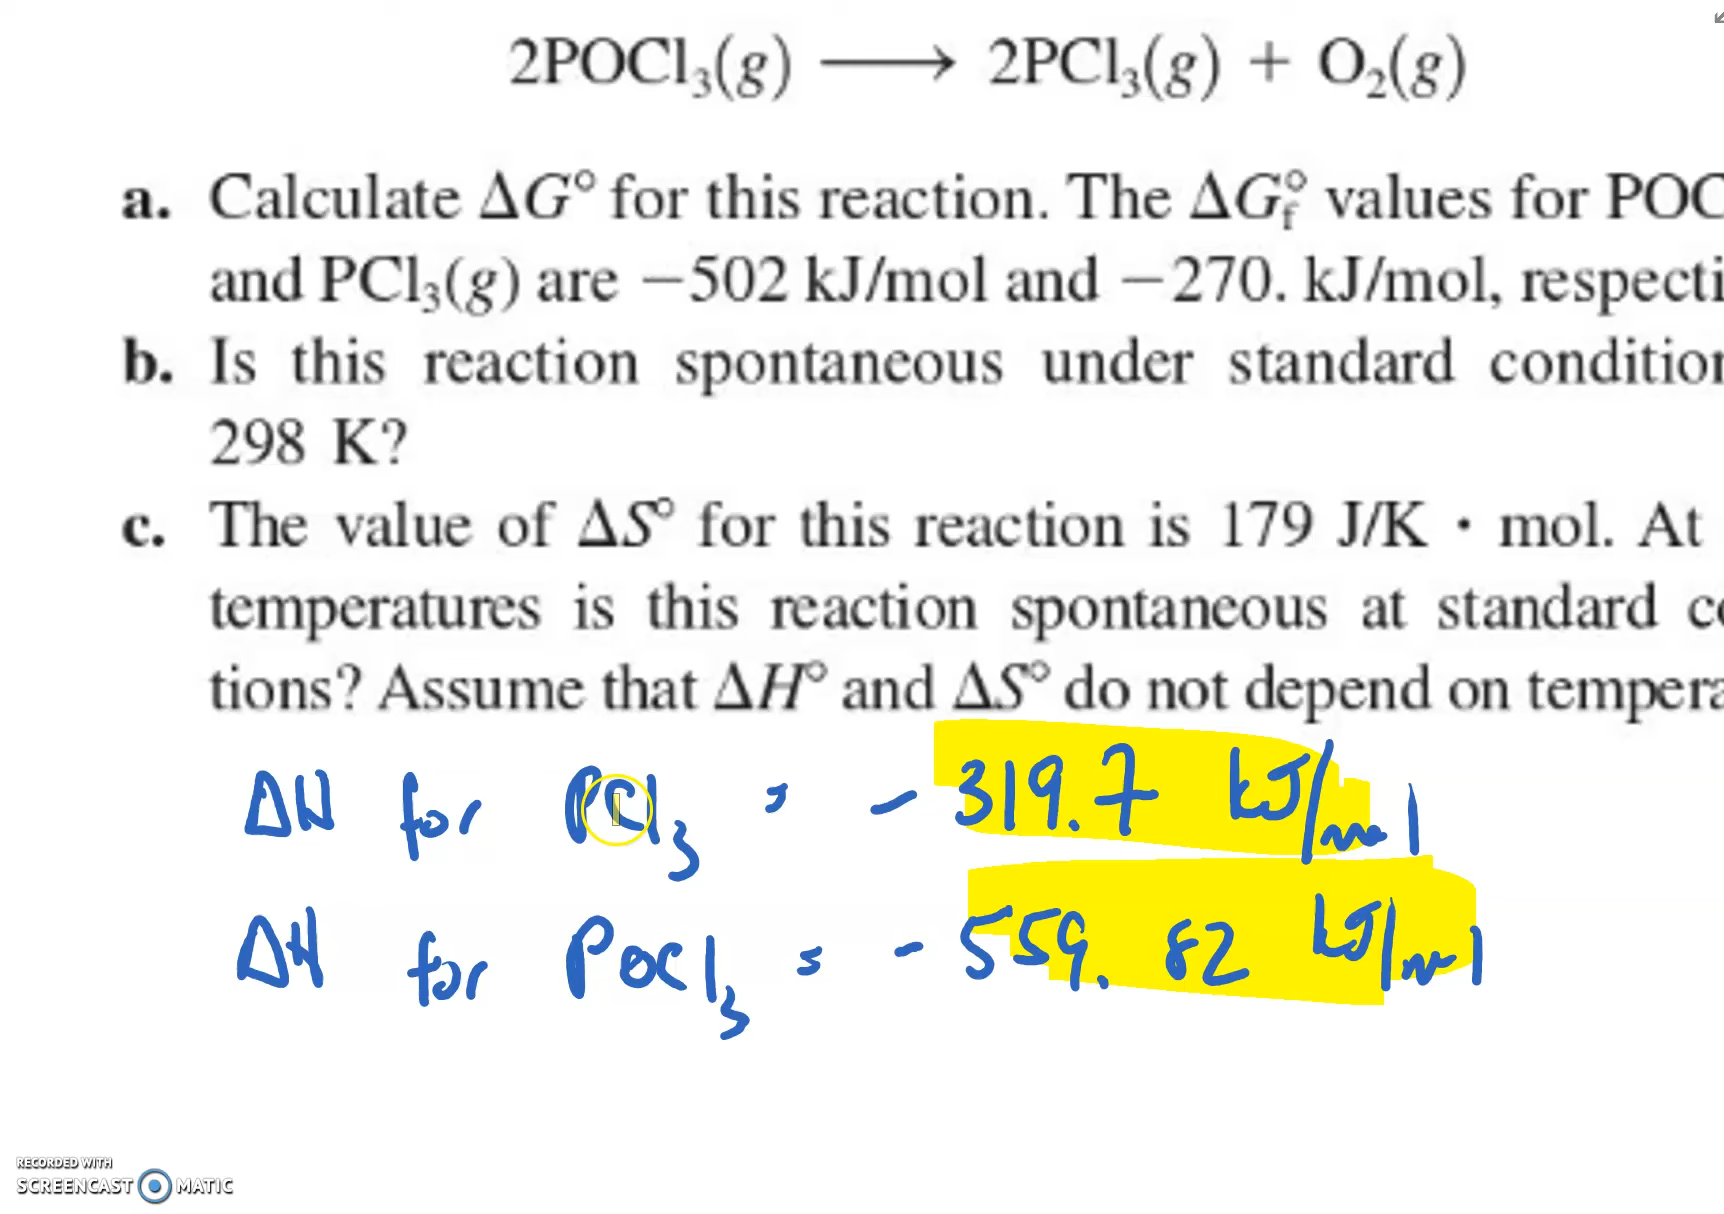 2POCl₃(g) ⟶ 2PCl₃(g) + O₂(g)
a. Calculate ΔG° for this reaction. The ΔG°f values for POC
and PCl₃(g) are −502 kJ/mol and −270. kJ/mol, respecti
b. Is this reaction spontaneous under standard condition
298 K?
c. The value of ΔS° for this reaction is 179 J/K · mol. At
temperatures is this reaction spontaneous at standard co
tions? Assume that ΔH° and ΔS° do not depend on tempera
ΔH for PCl₃ = - 319.7 kJ/mol
ΔH for POCl₃ = - 559.82 kJ/mol
RECORDED WITH
SCREENCAST MATIC